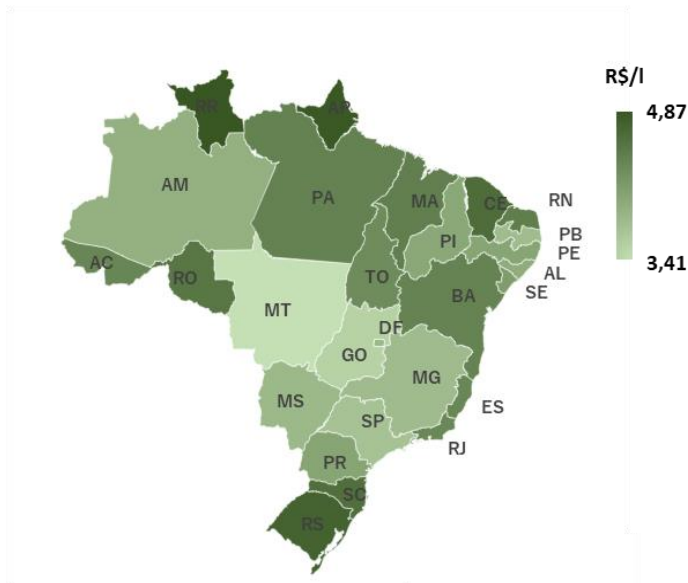 R$/l
4,87
3,41
RR
AP
AM
PA
MA
CE
RN
PB
PE
AL
SE
PI
AC
RO
TO
BA
MT
DF
GO
MG
MS
ES
SP
RJ
PR
SC
RS